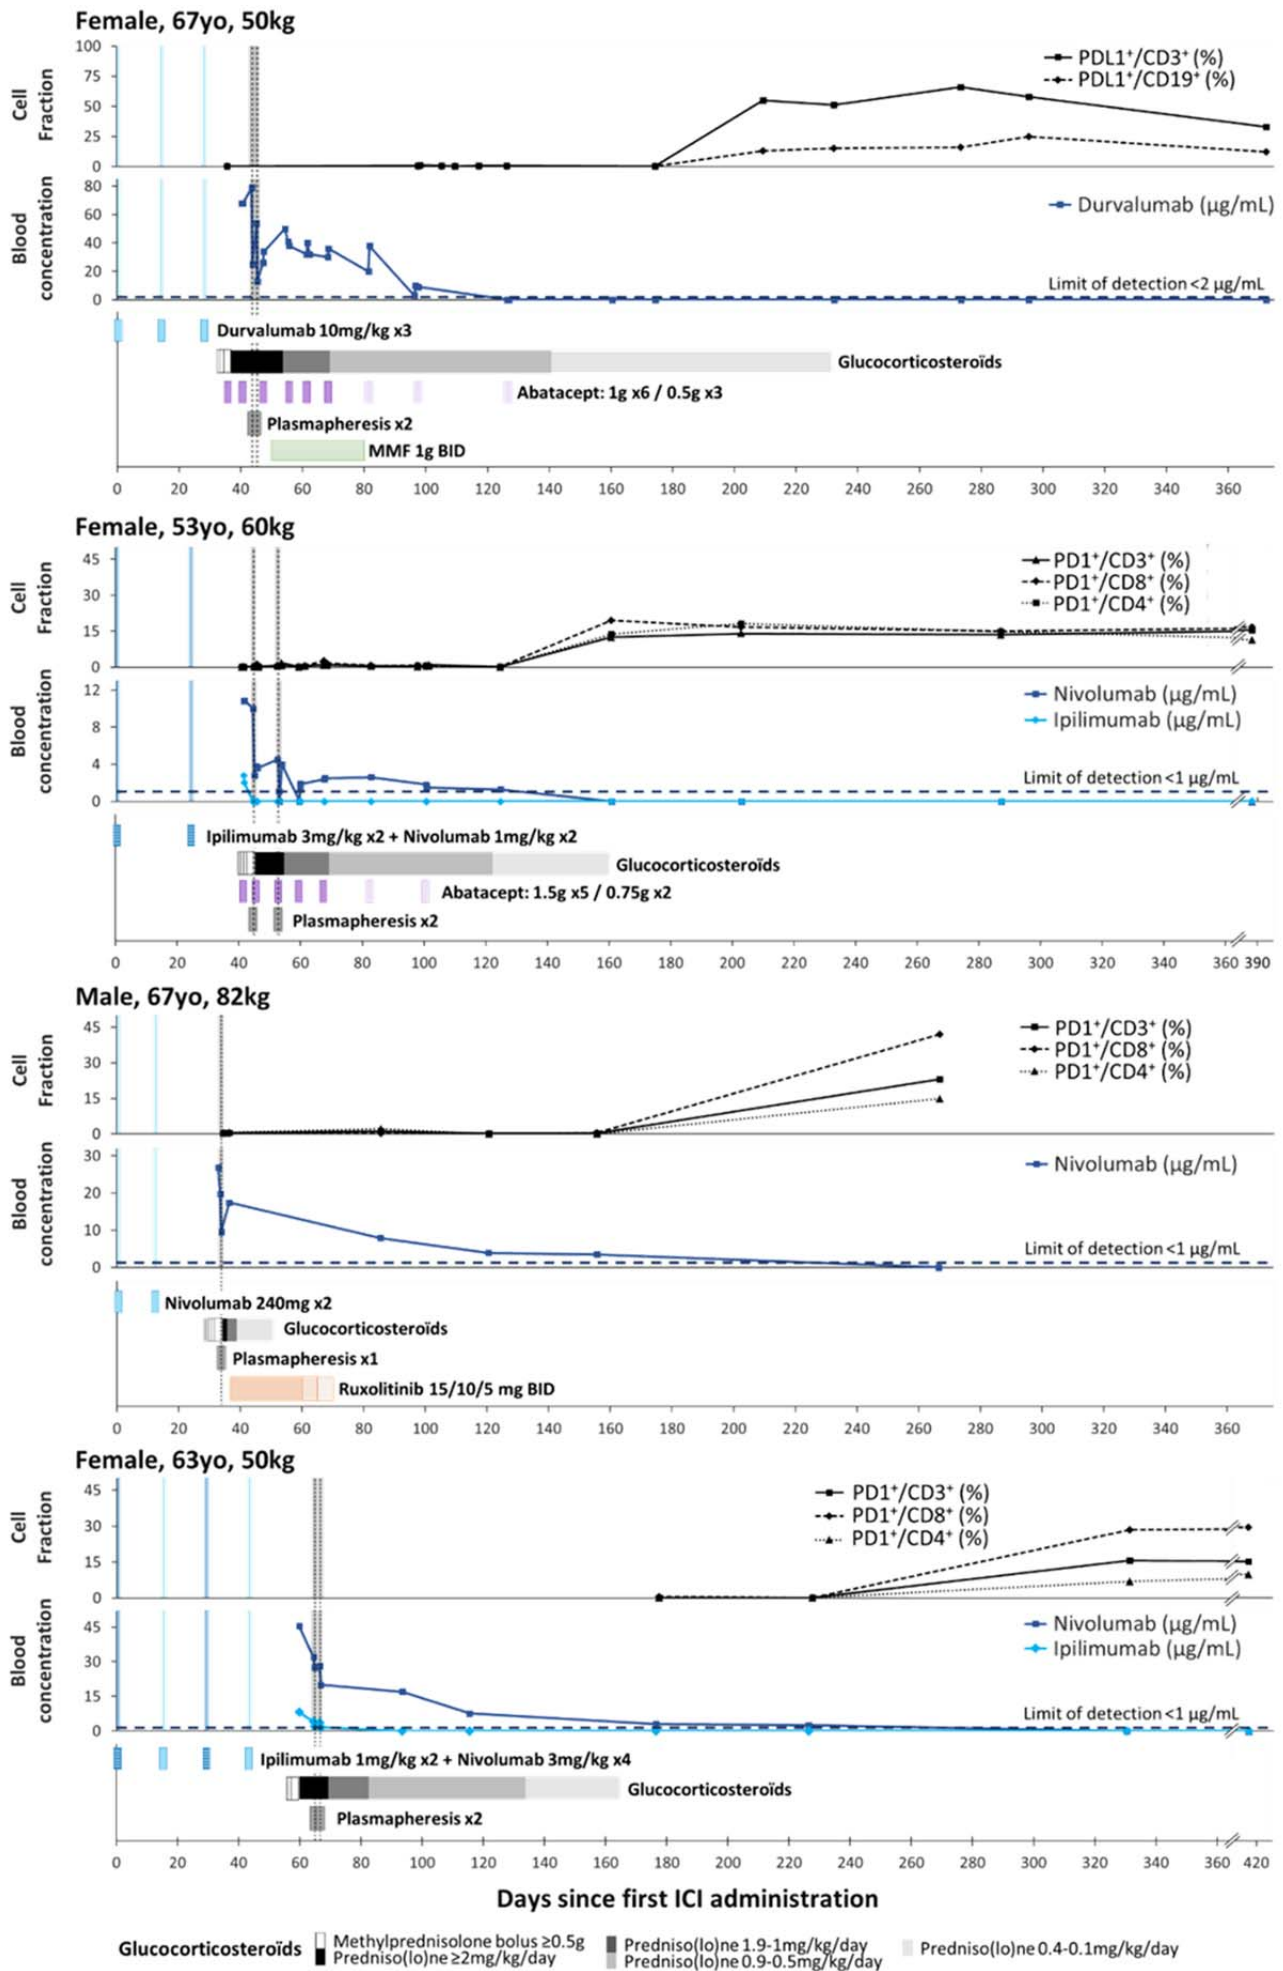 Female, 67yo, 50kg
Cell
Fraction
100
75
50
25
0
PDL1⁺/CD3⁺ (%)
PDL1⁺/CD19⁺ (%)
Blood
concentration
80
60
40
20
0
Durvalumab (µg/mL)
Limit of detection <2 µg/mL
Durvalumab 10mg/kg x3
Glucocorticosteroïds
Abatacept: 1g x6 / 0.5g x3
Plasmapheresis x2
MMF 1g BID
0 20 40 60 80 100 120 140 160 180 200 220 240 260 280 300 320 340 360
Female, 53yo, 60kg
Cell
Fraction
45
30
15
0
PD1⁺/CD3⁺ (%)
PD1⁺/CD8⁺ (%)
PD1⁺/CD4⁺ (%)
Blood
concentration
12
8
4
0
Nivolumab (µg/mL)
Ipilimumab (µg/mL)
Limit of detection <1 µg/mL
Ipilimumab 3mg/kg x2 + Nivolumab 1mg/kg x2
Glucocorticosteroïds
Abatacept: 1.5g x5 / 0.75g x2
Plasmapheresis x2
0 20 40 60 80 100 120 140 160 180 200 220 240 260 280 300 320 340 360 390
Male, 67yo, 82kg
Cell
Fraction
45
30
15
0
PD1⁺/CD3⁺ (%)
PD1⁺/CD8⁺ (%)
PD1⁺/CD4⁺ (%)
Blood
concentration
30
20
10
0
Nivolumab (µg/mL)
Limit of detection <1 µg/mL
Nivolumab 240mg x2
Glucocorticosteroïds
Plasmapheresis x1
Ruxolitinib 15/10/5 mg BID
0 20 40 60 80 100 120 140 160 180 200 220 240 260 280 300 320 340 360
Female, 63yo, 50kg
Cell
Fraction
45
30
15
0
PD1⁺/CD3⁺ (%)
PD1⁺/CD8⁺ (%)
PD1⁺/CD4⁺ (%)
Blood
concentration
45
30
15
0
Nivolumab (µg/mL)
Ipilimumab (µg/mL)
Limit of detection <1 µg/mL
Ipilimumab 1mg/kg x2 + Nivolumab 3mg/kg x4
Glucocorticosteroïds
Plasmapheresis x2
0 20 40 60 80 100 120 140 160 180 200 220 240 260 280 300 320 340 360 420
Days since first ICI administration
Glucocorticosteroïds
Methylprednisolone bolus ≥0.5g
Predniso(lo)ne ≥2mg/kg/day
Predniso(lo)ne 1.9-1mg/kg/day
Predniso(lo)ne 0.9-0.5mg/kg/day
Predniso(lo)ne 0.4-0.1mg/kg/day